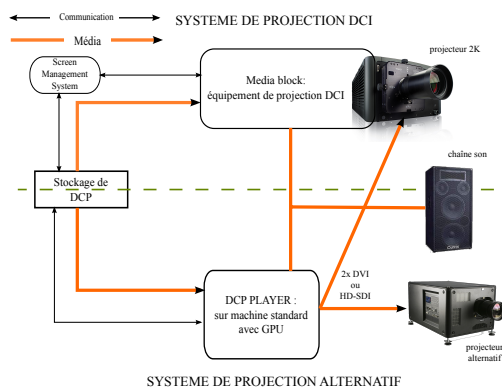 Communication
SYSTEME DE PROJECTION DCI
Média
projecteur 2K
Screen
Management
System
Media block:
équipement de projection DCI
chaîne son
Stockage de
DCP
2x DVI
ou
HD-SDI
DCP PLAYER :
sur machine standard
avec GPU
projecteur
alternatif
SYSTEME DE PROJECTION ALTERNATIF